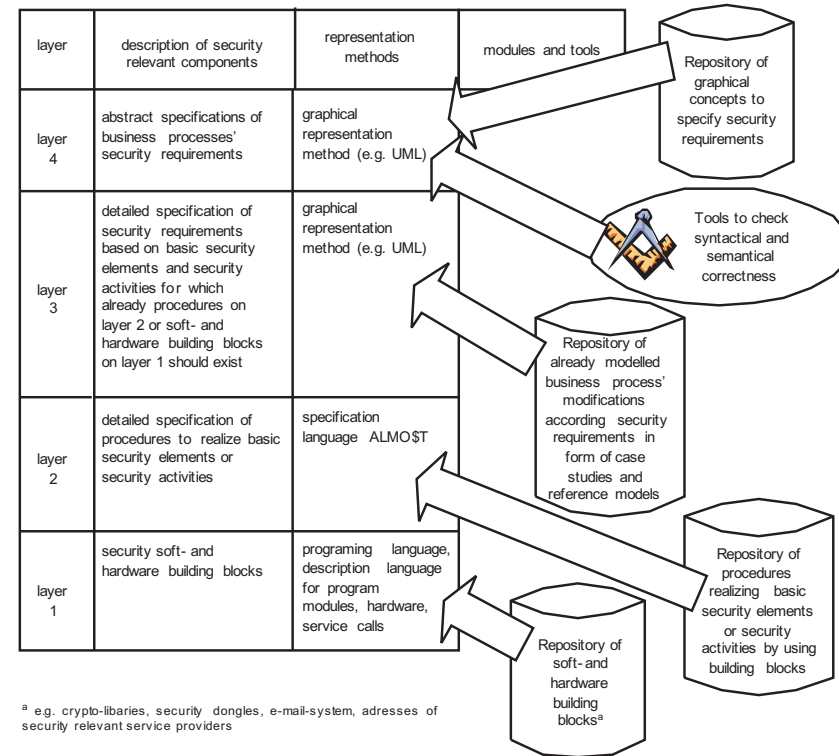 layer
description of security
relevant components
representation
methods
modules and tools
layer
4
abstract specifications of
business processes'
security requirements
graphical
representation
method (e.g. UML)
layer
3
detailed specification of
security requirements
based on basic security
elements and security
activities for which
already procedures on
layer 2 or soft- and
hardware building blocks
on layer 1 should exist
graphical
representation
method (e.g. UML)
layer
2
detailed specification of
procedures to realize basic
security elements or
security activities
specification
language ALMO$T
layer
1
security soft- and
hardware building blocks
programing language,
description language
for program
modules, hardware,
service calls
Repository of
graphical
concepts to
specify security
requirements
Tools to check
syntactical and
semantical
correctness
Repository of
already modelled
business process'
modifications
according security
requirements in
form of case
studies and
reference models
Repository of
procedures
realizing basic
security elements
or security
activities by using
building blocks
Repository of
soft- and
hardware
building
blocksᵃ
ᵃ e.g. crypto-libaries, security dongles, e-mail-system, adresses of
security relevant service providers